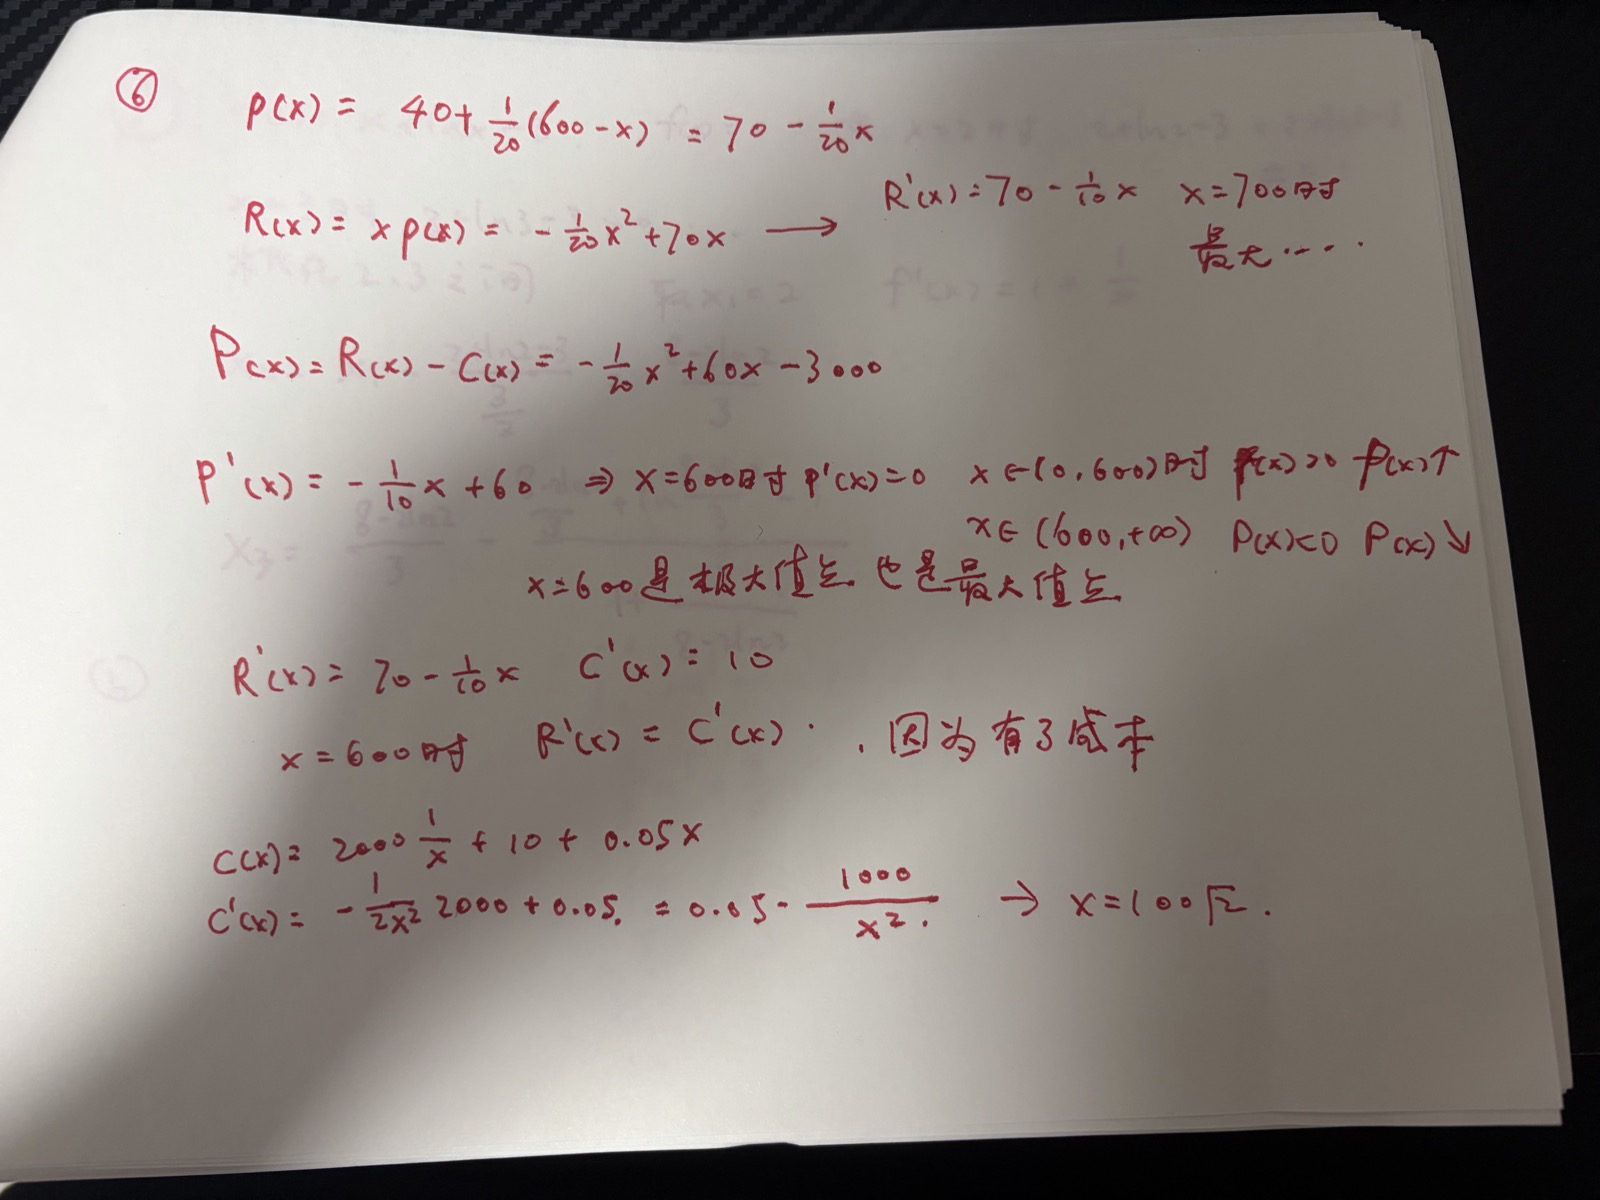 ⑥ p(x) = 40 + 1/20 (600 - x) = 70 - 1/20 x
R(x) = x p(x) = - 1/20 x² + 70x ⟶ R'(x) = 70 - 1/10 x x = 700时
最大....
P(x) = R(x) - C(x) = - 1/20 x² + 60x - 3000
P'(x) = - 1/10 x + 60 ⇒ x = 600时 p'(x) = 0 x ∈ (0, 600)时 P(x) > 0 P(x)↑
x ∈ (600, +∞) P(x) < 0 P(x)↘
x = 600是极大值点. 也是最大值点.
R'(x) = 70 - 1/10 x C'(x) = 10
x = 600时 R'(x) = C'(x). . 因为有了成本
C(x) = 2000 1/x + 10 + 0.05x
C'(x) = - 1/2x² 2000 + 0.05. = 0.05 - 1000/x². → x = 100√2.